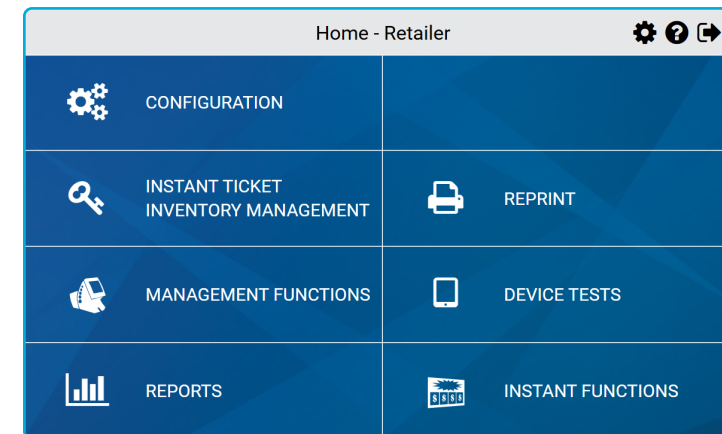 Home - Retailer
CONFIGURATION
INSTANT TICKET
INVENTORY MANAGEMENT
REPRINT
MANAGEMENT FUNCTIONS
DEVICE TESTS
REPORTS
$ $ $ $
INSTANT FUNCTIONS